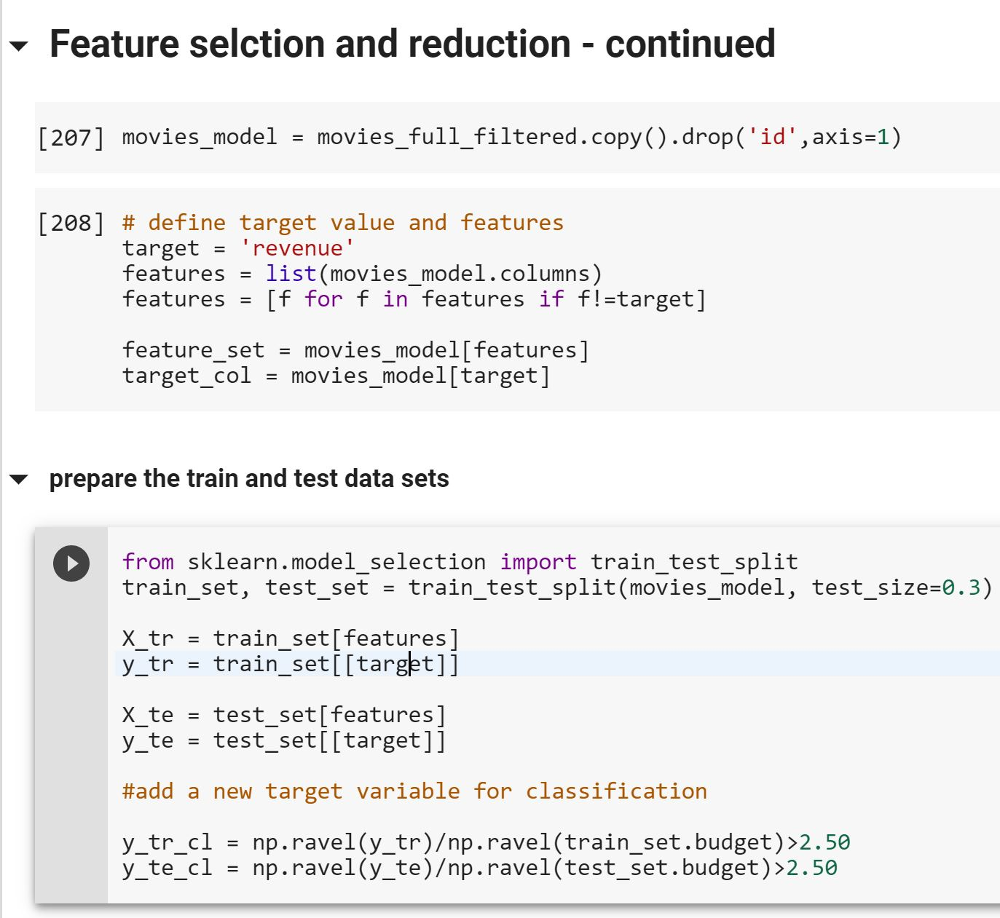 Feature selction and reduction - continued
[207] movies_model = movies_full_filtered.copy().drop('id',axis=1)
[208] # define target value and features
target = 'revenue'
features = list(movies_model.columns)
features = [f for f in features if f!=target]
feature_set = movies_model[features]
target_col = movies_model[target]
prepare the train and test data sets
from sklearn.model_selection import train_test_split
train_set, test_set = train_test_split(movies_model, test_size=0.3)
X_tr = train_set[features]
y_tr = train_set[[target]]
X_te = test_set[features]
y_te = test_set[[target]]
#add a new target variable for classification
y_tr_cl = np.ravel(y_tr)/np.ravel(train_set.budget)>2.50
y_te_cl = np.ravel(y_te)/np.ravel(test_set.budget)>2.50